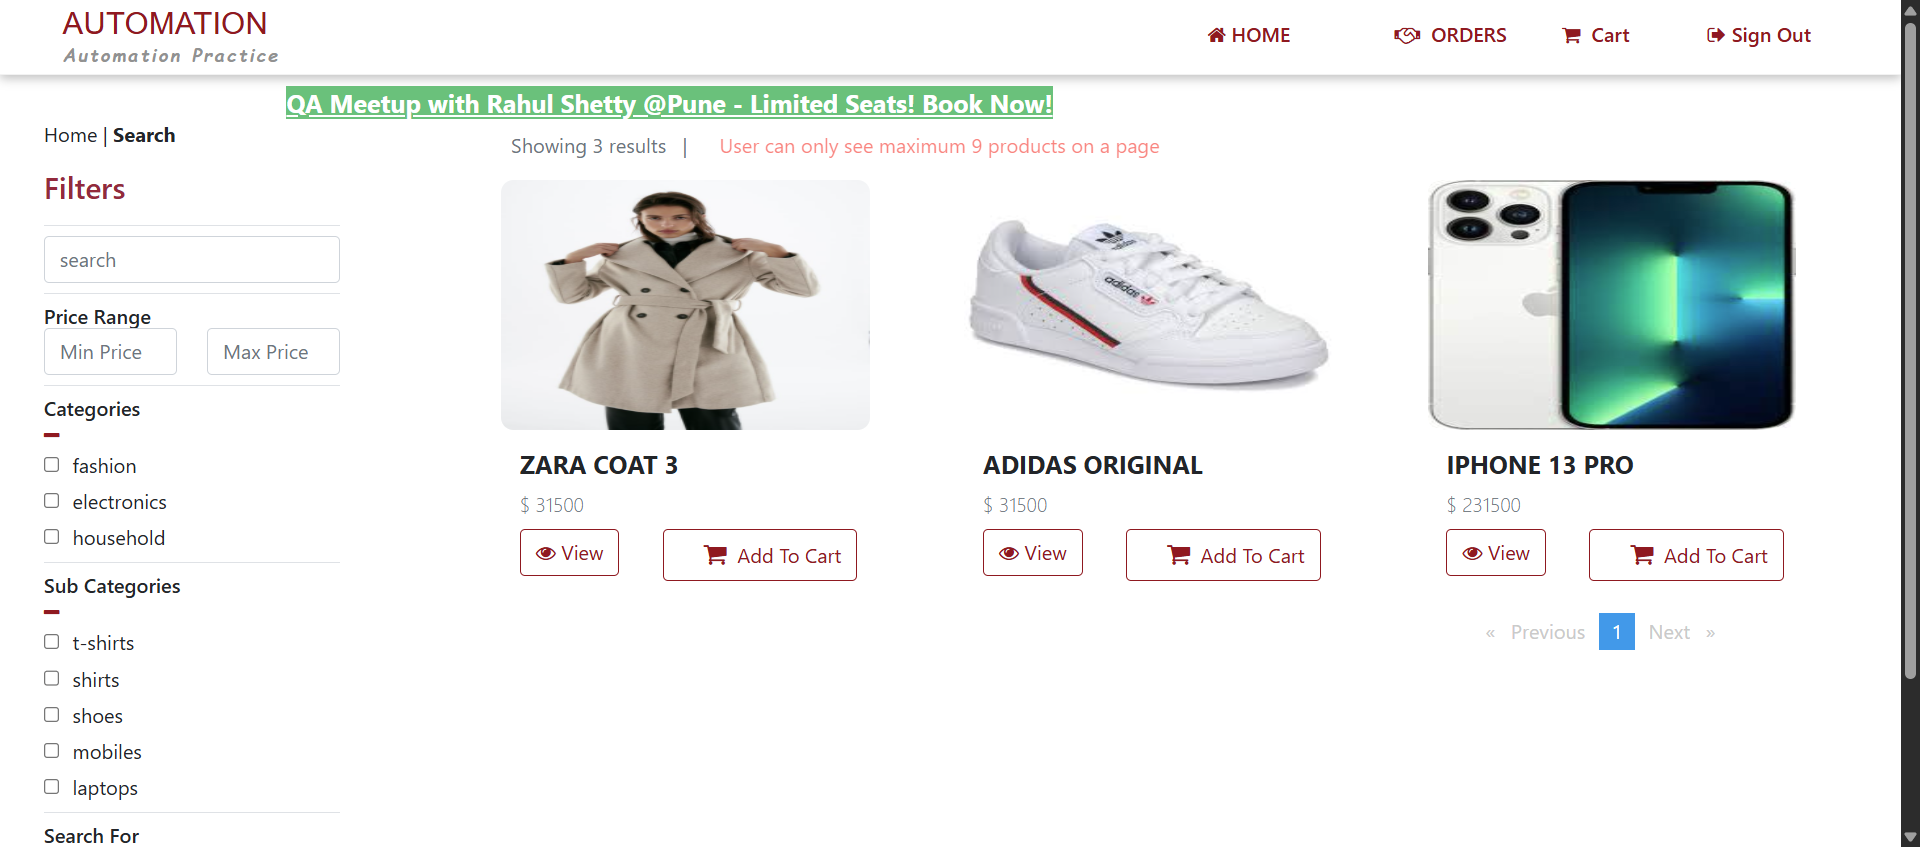 AUTOMATION
Automation Practice
HOME
ORDERS
Cart
Sign Out
QA Meetup with Rahul Shetty @Pune - Limited Seats! Book Now!
Home | Search
Showing 3 results | User can only see maximum 9 products on a page
Filters
search
Price Range
Min Price
Max Price
Categories
fashion
electronics
household
Sub Categories
t-shirts
shirts
shoes
mobiles
laptops
Search For
adidas
adidas
ZARA COAT 3
$ 31500
View
Add To Cart
ADIDAS ORIGINAL
$ 31500
View
Add To Cart
IPHONE 13 PRO
$ 231500
View
Add To Cart
« Previous 1 Next »